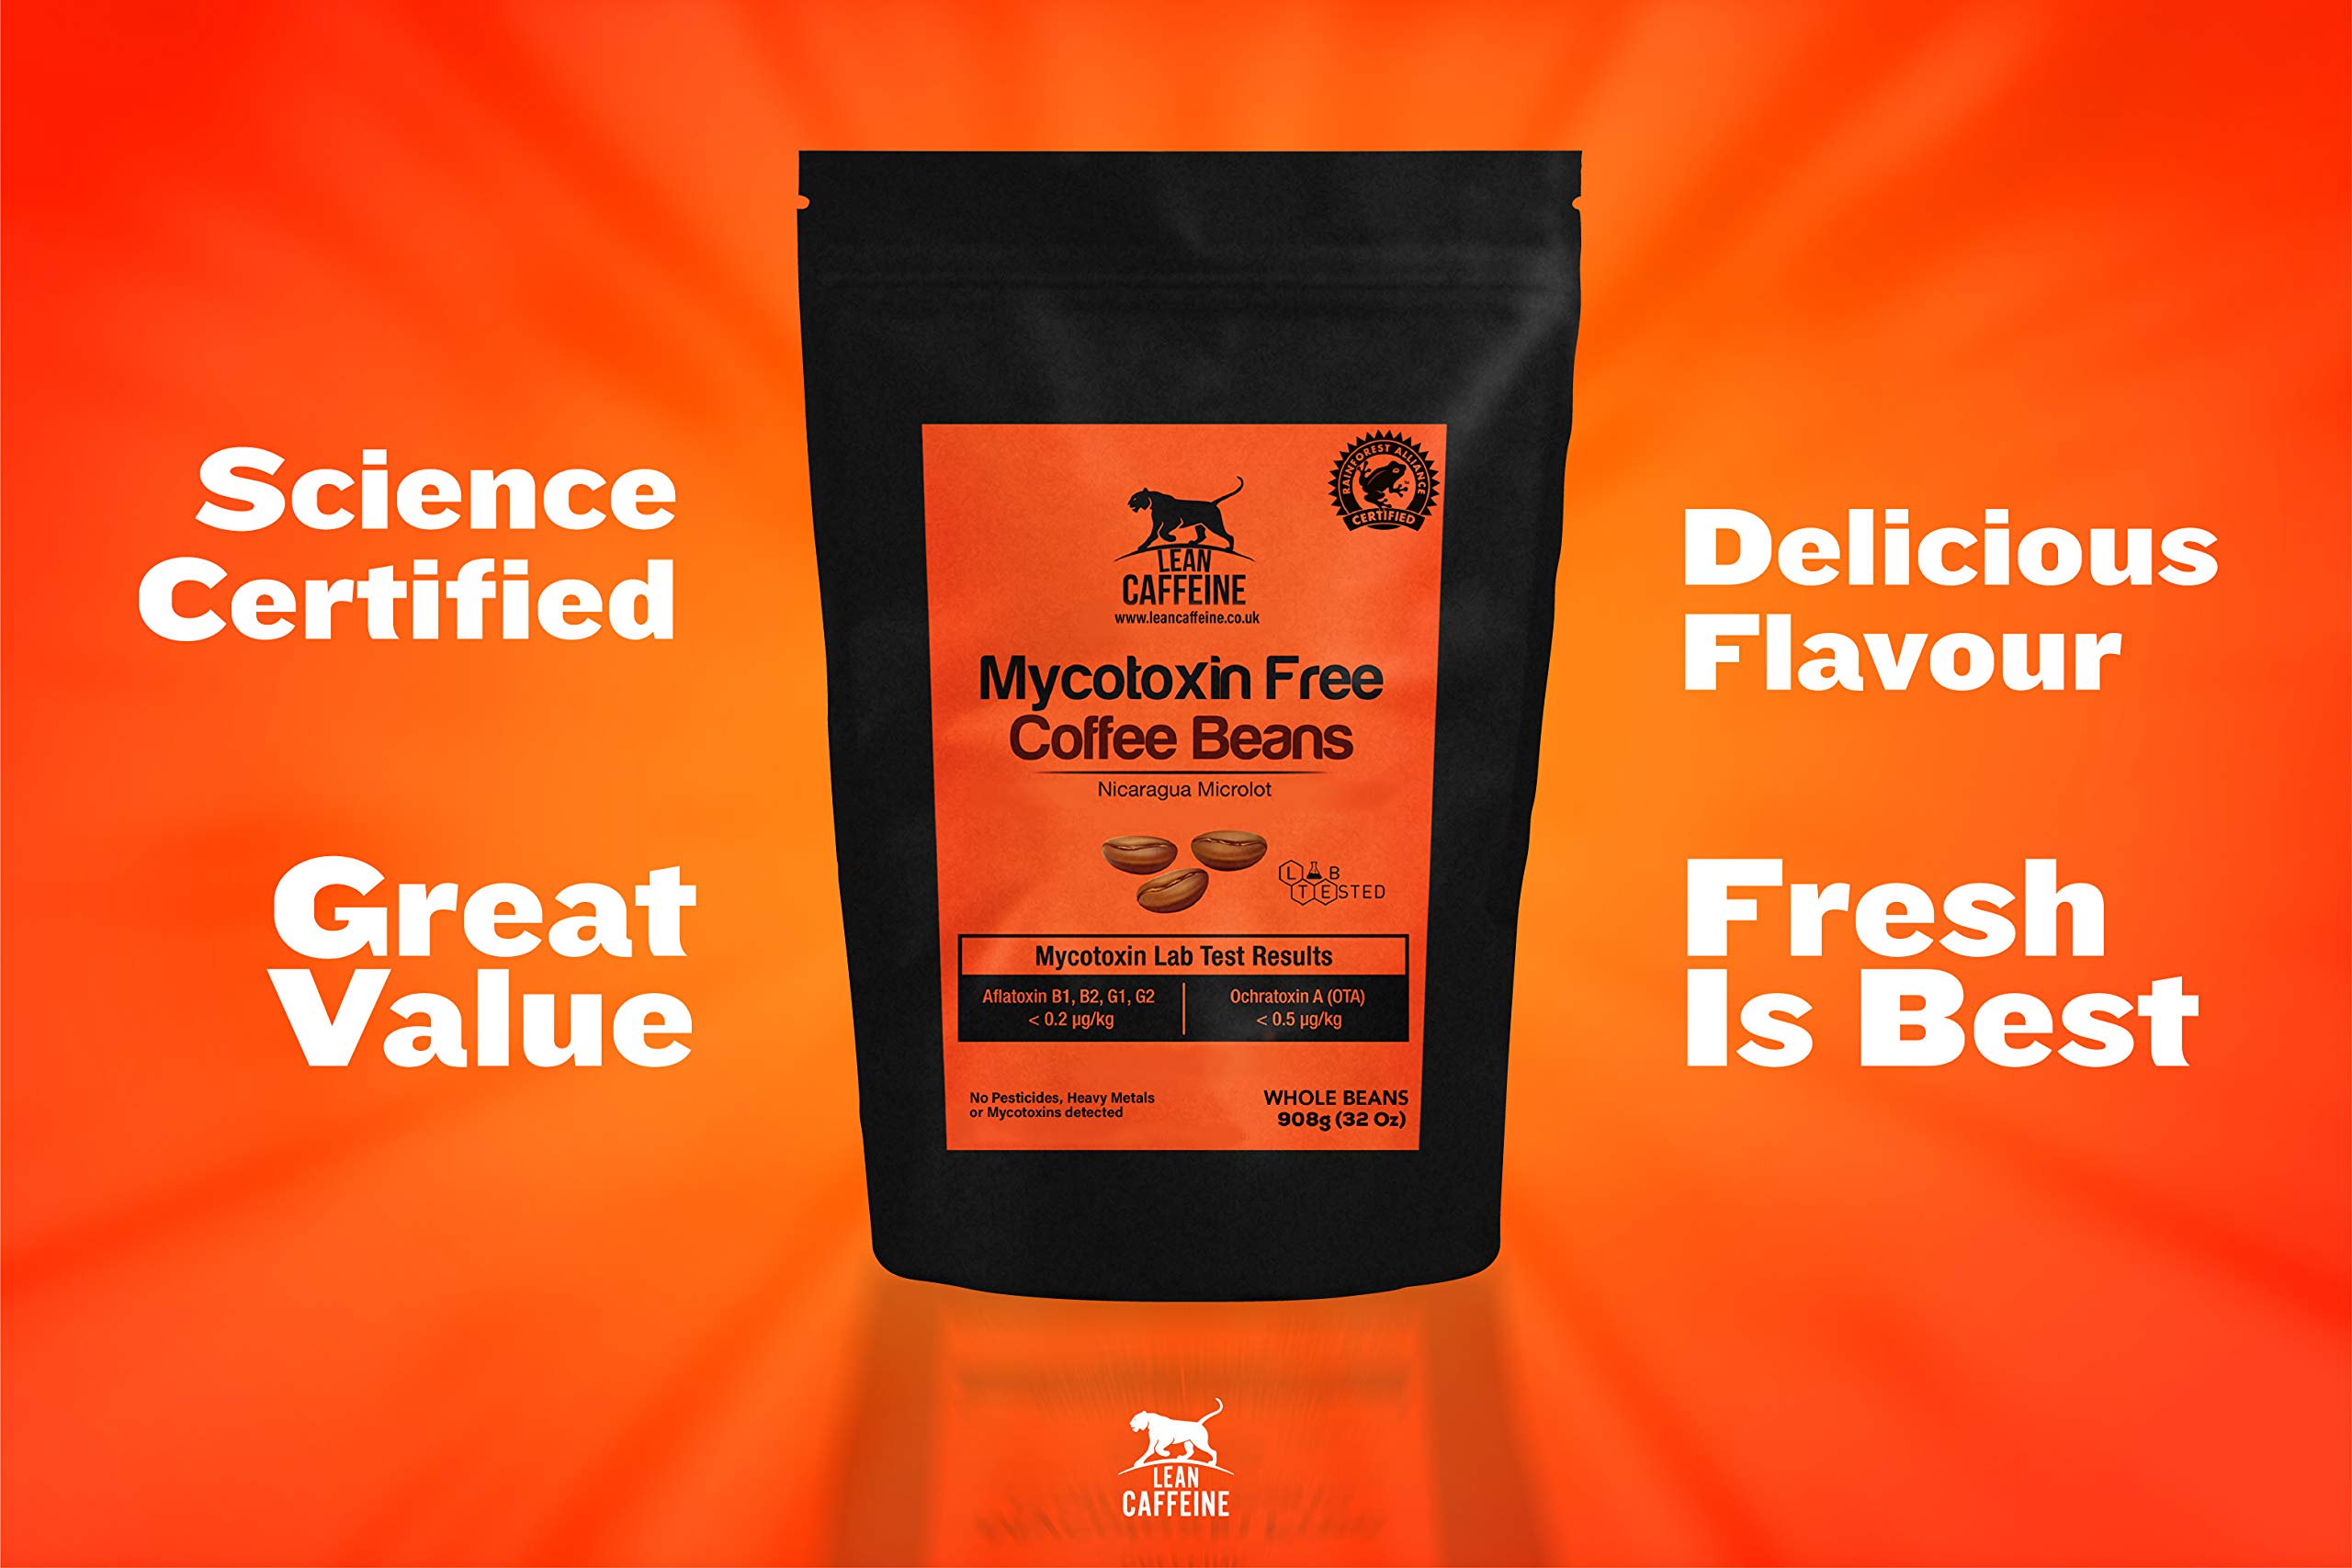 Science
Certified
Great
Value
RAINFOREST ALLIANCE
CERTIFIED
LEAN
CAFFEINE
www.leancaffeine.co.uk
Mycotoxin Free
Coffee Beans
Nicaragua Microlot
LAB
TESTED
Mycotoxin Lab Test Results
Aflatoxin B1, B2, G1, G2
< 0.2 µg/kg
Ochratoxin A (OTA)
< 0.5 µg/kg
No Pesticides, Heavy Metals
or Mycotoxins detected
WHOLE BEANS
908g (32 Oz)
Delicious
Flavour
Fresh
Is Best
LEAN
CAFFEINE